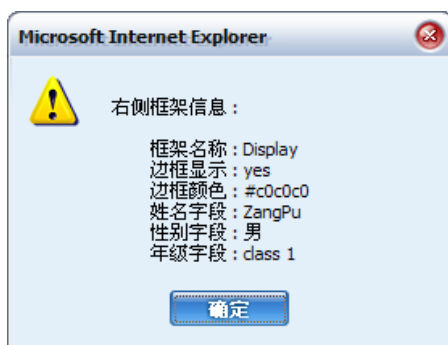 Microsoft Internet Explorer
右侧框架信息：
框架名称：Display
边框显示：yes
边框颜色：#c0c0c0
姓名字段：ZangPu
性别字段：男
年级字段：class 1
确定